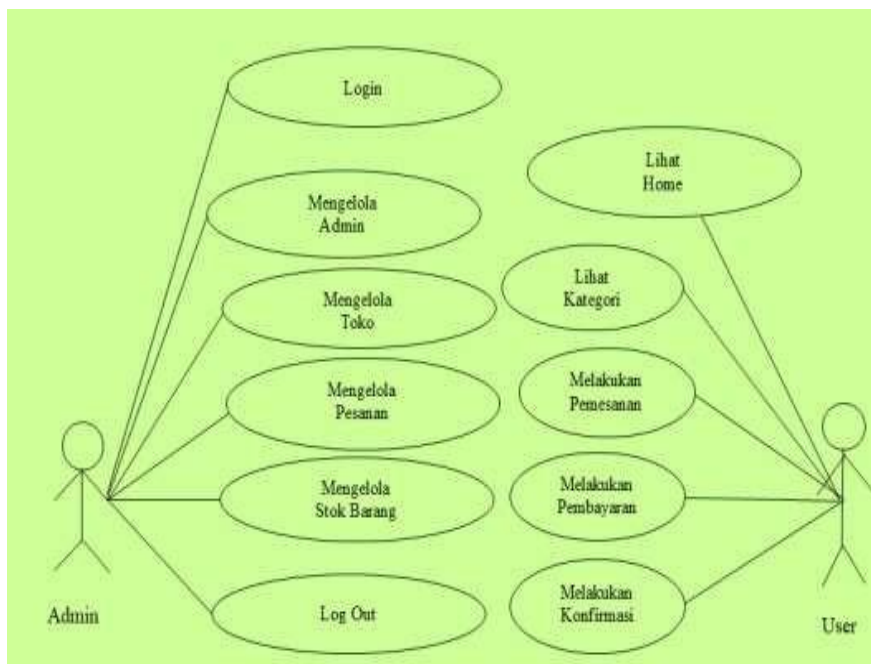 Login
Lihat
Home
Mengelola
Admin
Lihat
Kategori
Mengelola
Toko
Melakukan
Pemesanan
Mengelola
Pesanan
Mengelola
Stok Barang
Melakukan
Pembayaran
Log Out
Melakukan
Konfirmasi
Admin
User